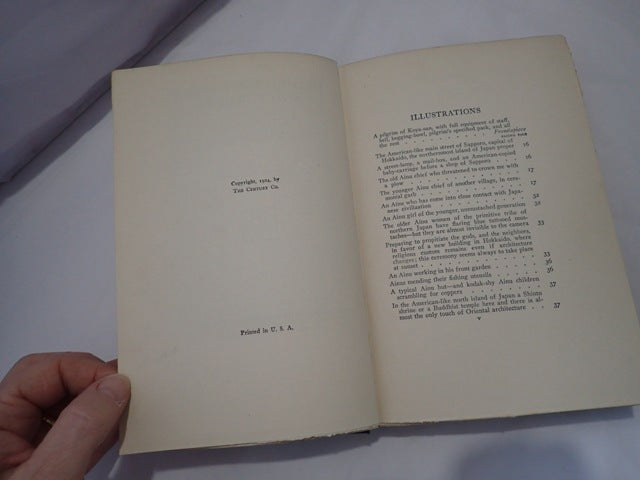 Copyright, 1924, by
THE CENTURY CO.
Printed in U. S. A.
ILLUSTRATIONS
A pilgrim of Koya-san, with full equipment of staff,
bell, begging-bowl, pilgrim's specified pack, and all
the rest . . . . . . . . Frontispiece
FACING PAGE
The American-like main street of Sapporo, capital of
Hokkaido, the northernmost island of Japan proper 16
A street-lamp, a mail-box, and an American-copied
baby-carriage before a shop of Sapporo . . . . 16
The old Ainu chief who threatened to crown me with
a plow . . . . . . . . . . . 17
The younger Ainu chief of another village, in cere-
monial garb . . . . . . . . . . 17
An Ainu who has come into close contact with Japa-
nese civilization . . . . . . . . . 32
An Ainu girl of the younger, unmustached generation 32
The older Ainu women of the primitive tribe of
northern Japan have flaring blue tattooed mus-
taches—but they are almost invisible to the camera 33
Preparing to propitiate the gods, and the neighbors,
in favor of a new building in Hokkaido, where
religious custom remains even if architecture
changes; this ceremony seems always to take place
at sunset . . . . . . . . . . . 33
An Ainu working in his front garden . . . . . 36
Ainus mending their fishing utensils . . . . . 36
A typical Ainu hut—and kodak-shy Ainu children
scrambling for coppers . . . . . . . . 37
In the American-like north island of Japan a Shinto
shrine or a Buddhist temple here and there is al-
most the only touch of Oriental architecture . . 37
v